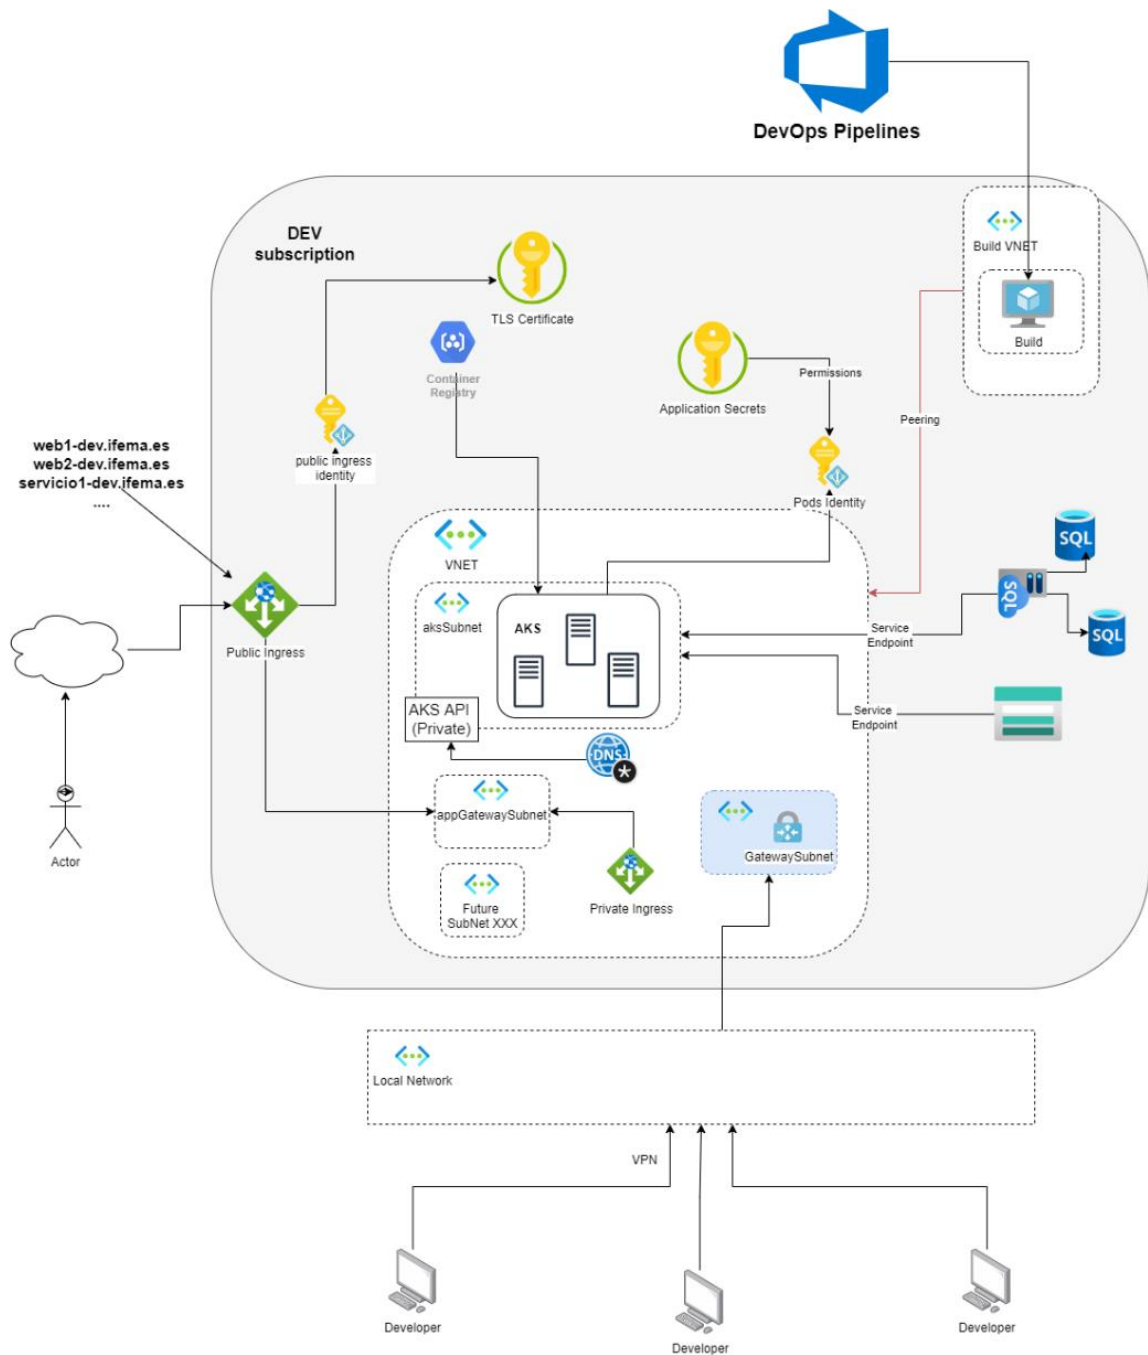 DevOps Pipelines
DEV
subscription
Build VNET
Build
TLS Certificate
Container
Registry
Permissions
Application Secrets
Peering
web1-dev.ifema.es
web2-dev.ifema.es
servicio1-dev.ifema.es
....
public ingress
identity
Pods Identity
VNET
SQL
aksSubnet
AKS
SQL
Service
Endpoint
SQL
Public Ingress
AKS API
(Private)
Service
Endpoint
DNS
*
appGatewaySubnet
GatewaySubnet
Actor
Future
SubNet XXX
Private Ingress
Local Network
VPN
Developer
Developer
Developer